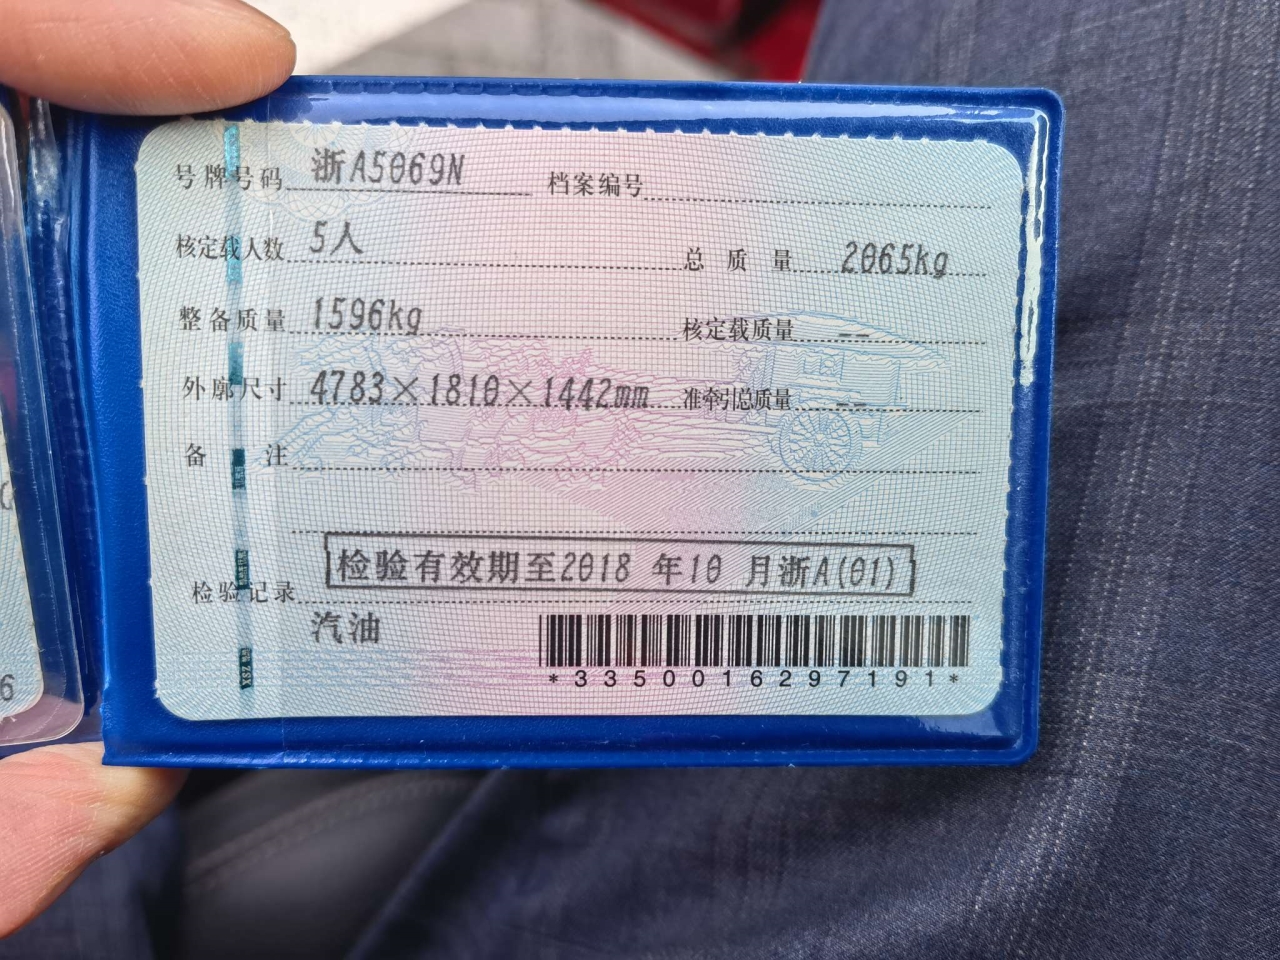 号牌号码 浙A5069N 档案编号
核定载人数 5人 总质量 2065kg
整备质量 1596kg 核定载质量 --
外廓尺寸 4783×1810×1442mm 准牵引总质量 --
备注
检验记录 检验有效期至2018 年10 月浙A(01)
汽油
*3350016297191*